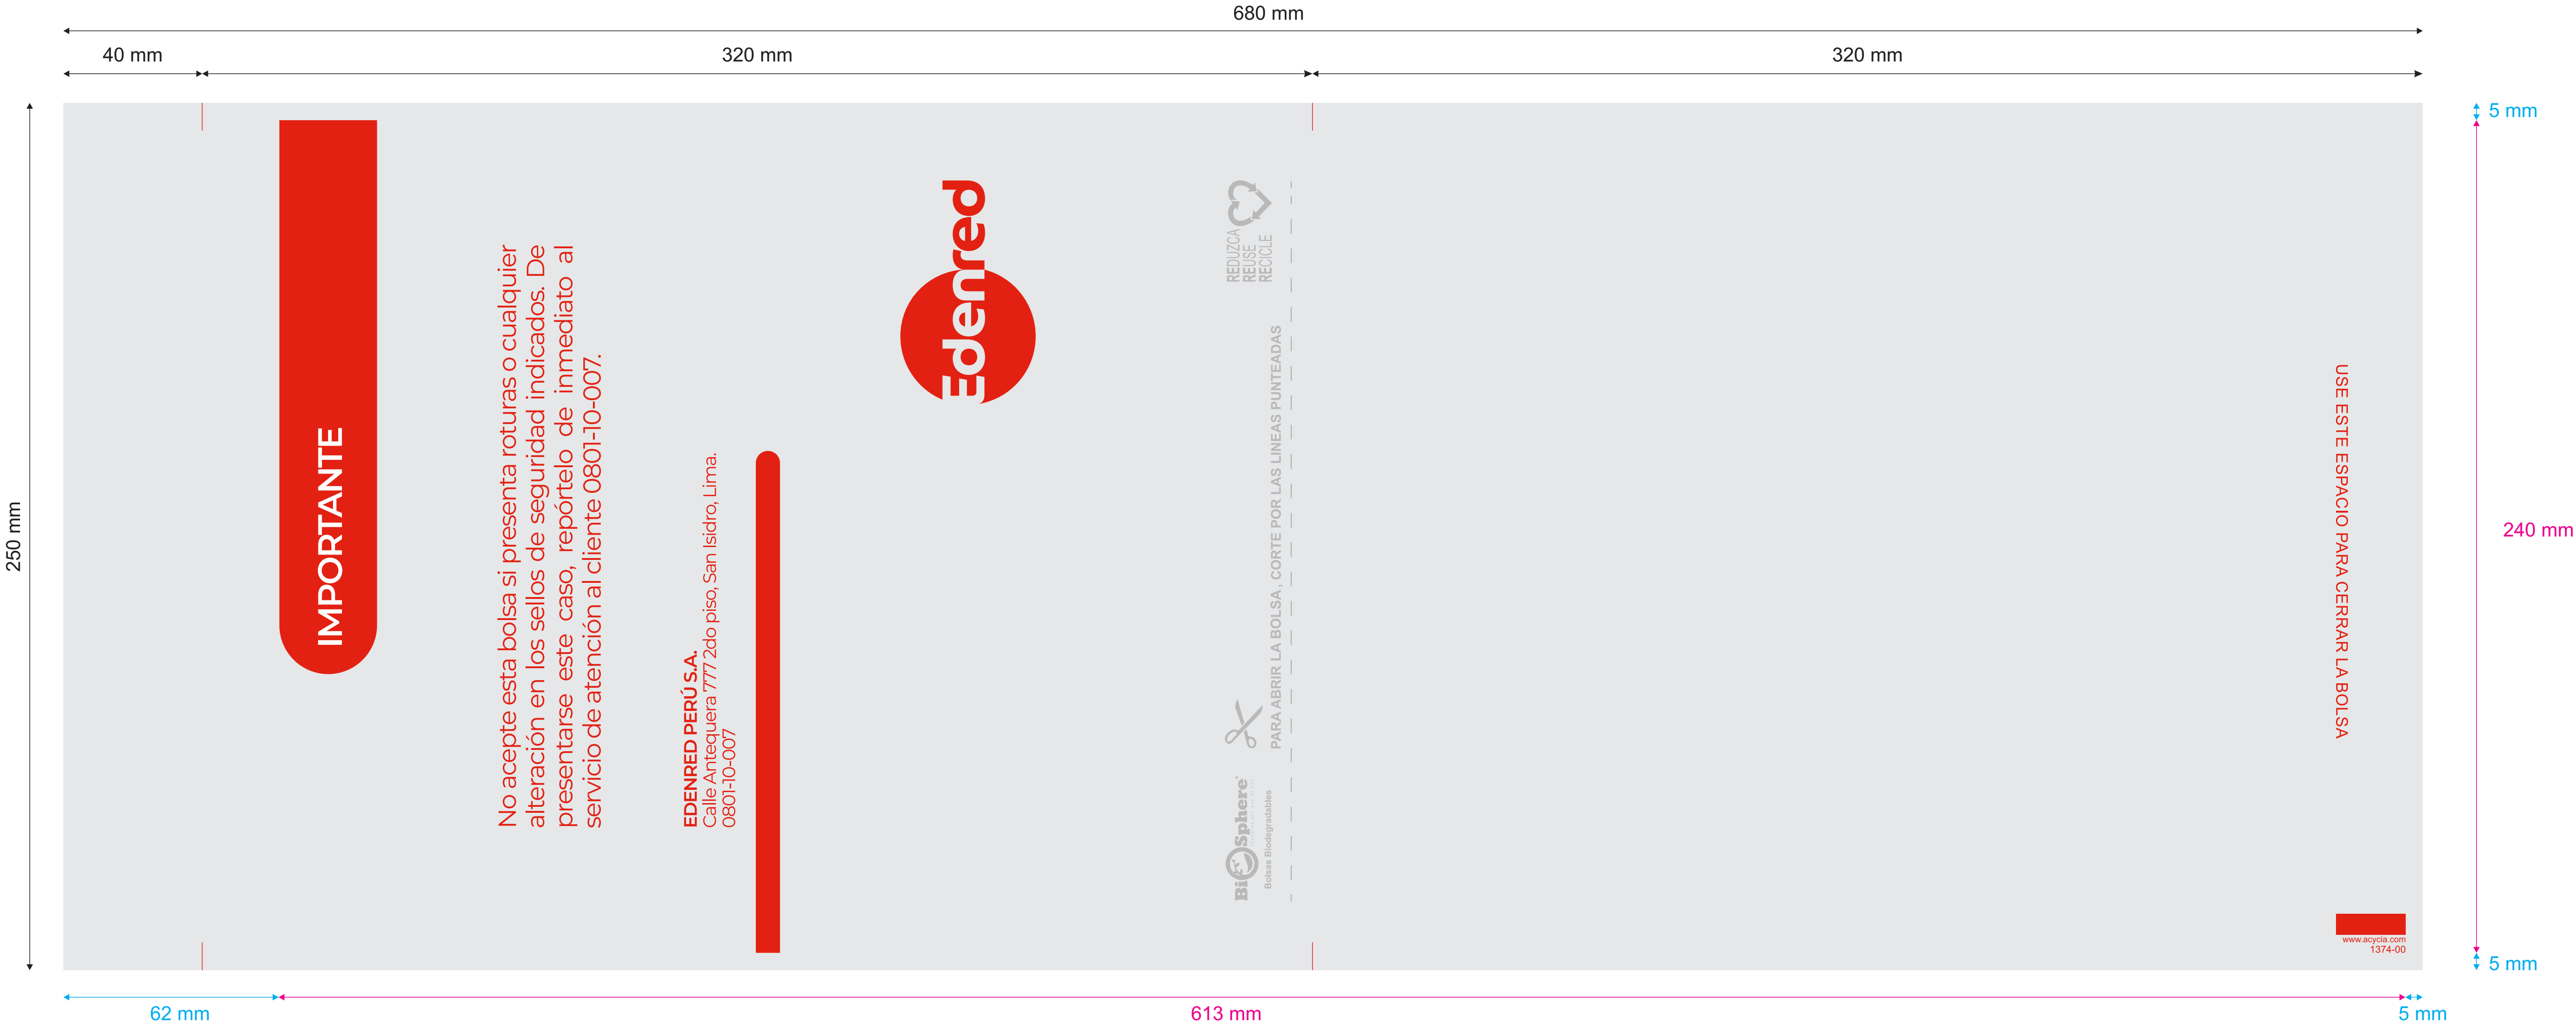 680 mm
40 mm
320 mm
320 mm
250 mm
IMPORTANTE
No acepte esta bolsa si presenta roturas o cualquier
alteración en los sellos de seguridad indicados. De
presentarse este caso, repórtelo de inmediato al
servicio de atención al cliente 0801-10-007.
EDENRED PERÚ S.A.
Calle Antequera 777 2do piso, San Isidro, Lima.
0801-10-007
Edenred
REDUZCA
REUSE
RECICLE
PARA ABRIR LA BOLSA, CORTE POR LAS LINEAS PUNTEADAS
BioSphere
Bolsas Biodegradables
USE ESTE ESPACIO PARA CERRAR LA BOLSA
www.acycia.com
1374-00
5 mm
240 mm
5 mm
62 mm
613 mm
5 mm